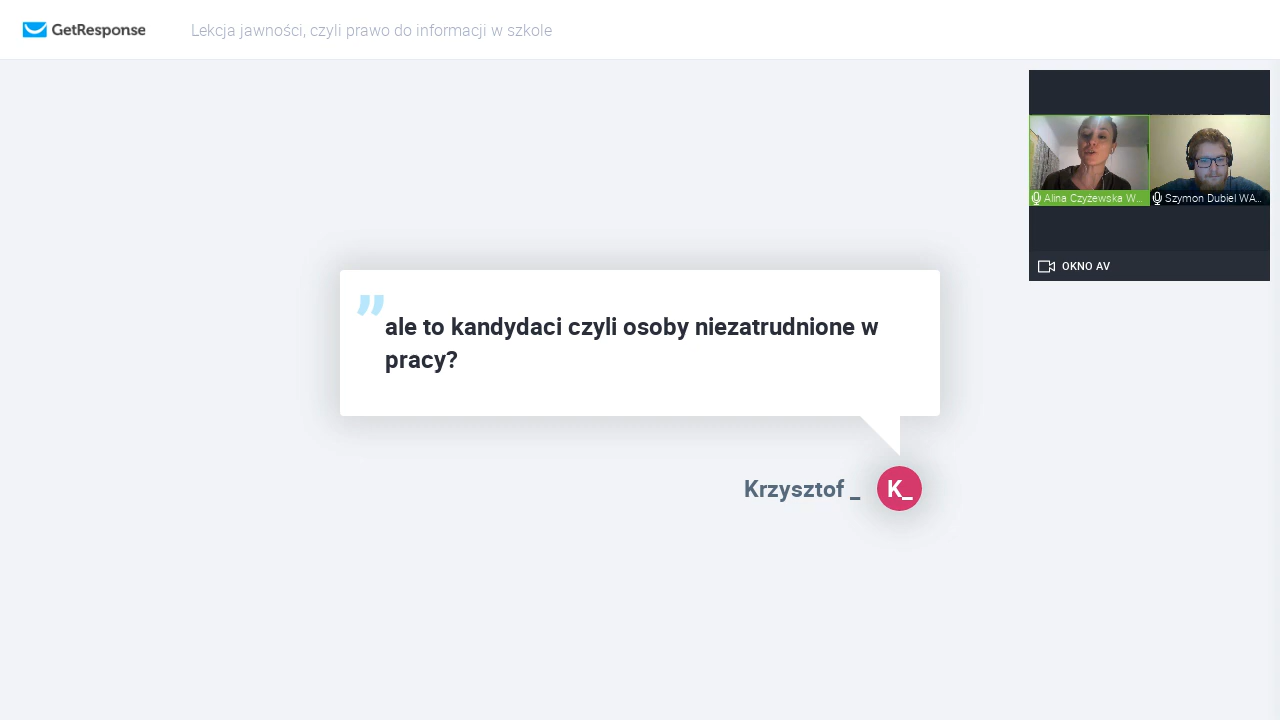 GetResponse
Lekcja jawności, czyli prawo do informacji w szkole
Alina Czyżewska W...
Szymon Dubiel WA...
OKNO AV
”
ale to kandydaci czyli osoby niezatrudnione w
pracy?
Krzysztof _
K_